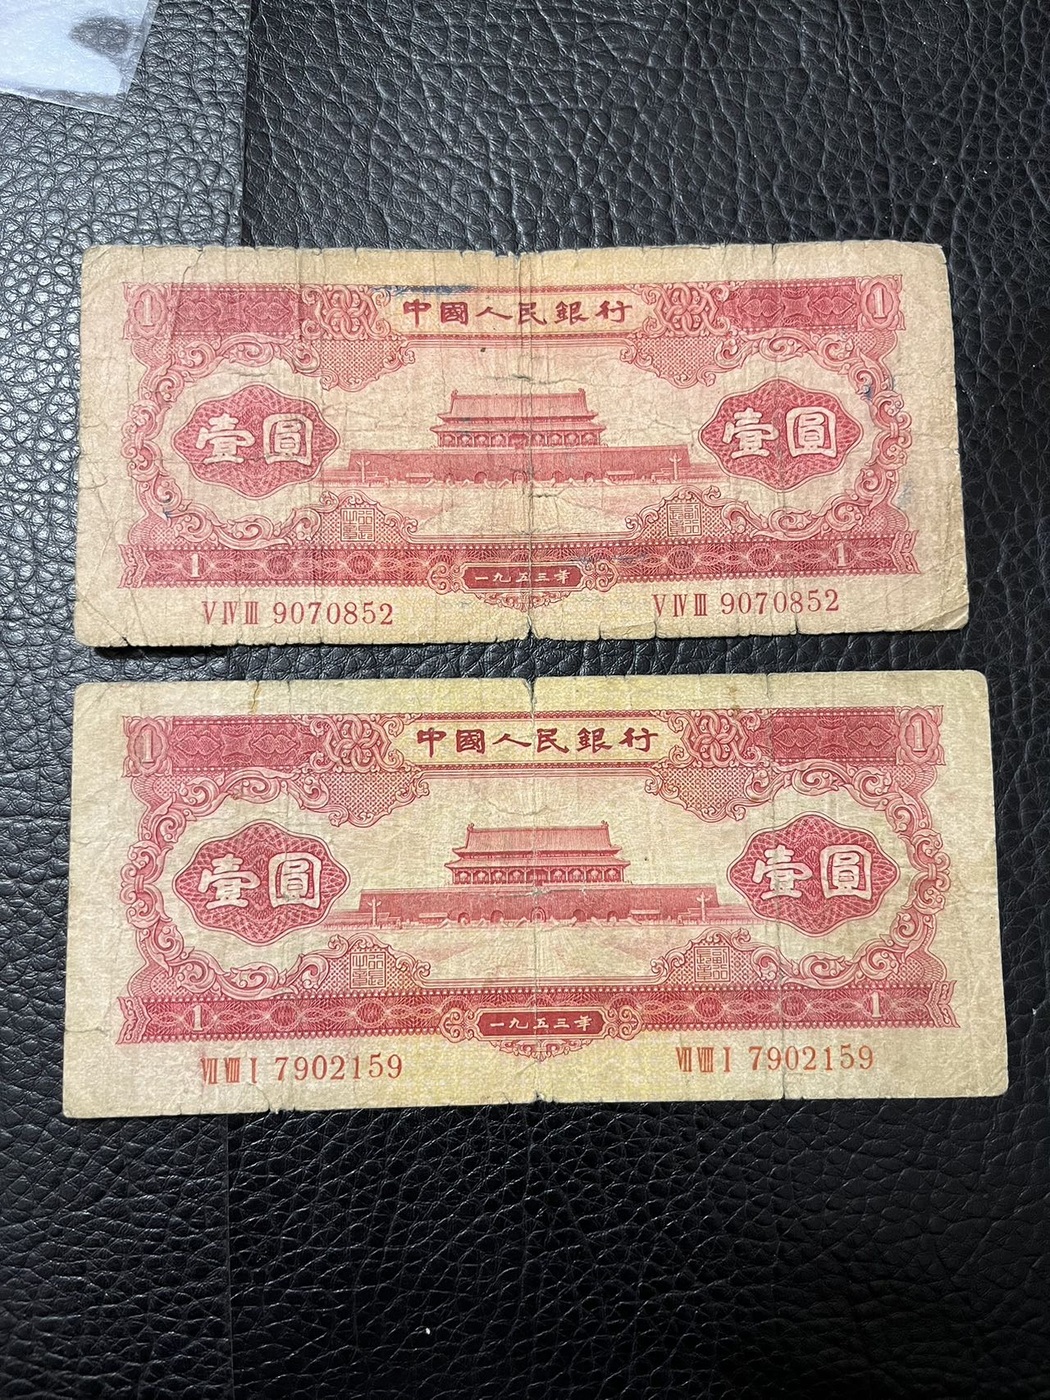 1 中國人民銀行 1
壹圓 壹圓
1 一九五三年 1
V IV III 9070852 V IV III 9070852
1 中國人民銀行 1
壹圓 壹圓
1 一九五三年 1
VII VIII I 7902159 VII VIII I 7902159